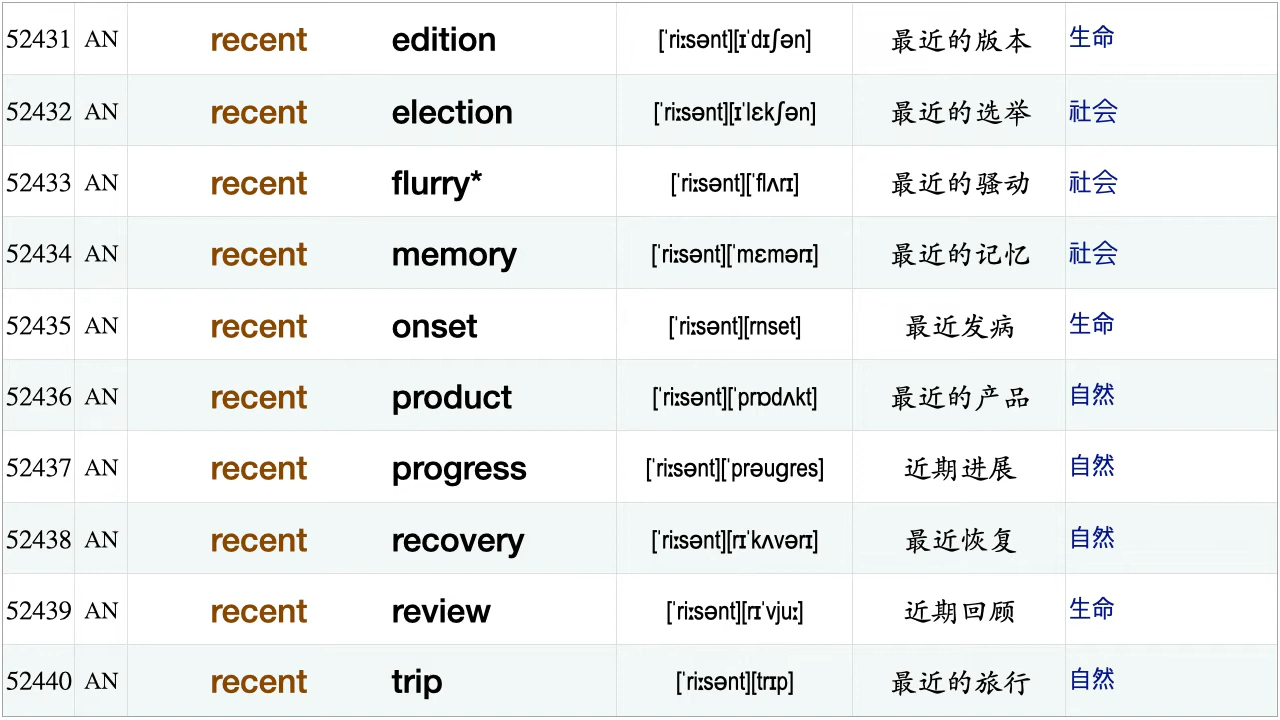 52431 AN recent edition [ˈriːsənt][ɪˈdɪʃən] 最近的版本 生命
52432 AN recent election [ˈriːsənt][ɪˈlɛkʃən] 最近的选举 社会
52433 AN recent flurry* [ˈriːsənt][ˈflʌrɪ] 最近的骚动 社会
52434 AN recent memory [ˈriːsənt][ˈmɛmərɪ] 最近的记忆 社会
52435 AN recent onset [ˈriːsənt][rnset] 最近发病 生命
52436 AN recent product [ˈriːsənt][ˈprɒdʌkt] 最近的产品 自然
52437 AN recent progress [ˈriːsənt][ˈprəugres] 近期进展 自然
52438 AN recent recovery [ˈriːsənt][rɪˈkʌvərɪ] 最近恢复 自然
52439 AN recent review [ˈriːsənt][rɪˈvjuː] 近期回顾 生命
52440 AN recent trip [ˈriːsənt][trɪp] 最近的旅行 自然